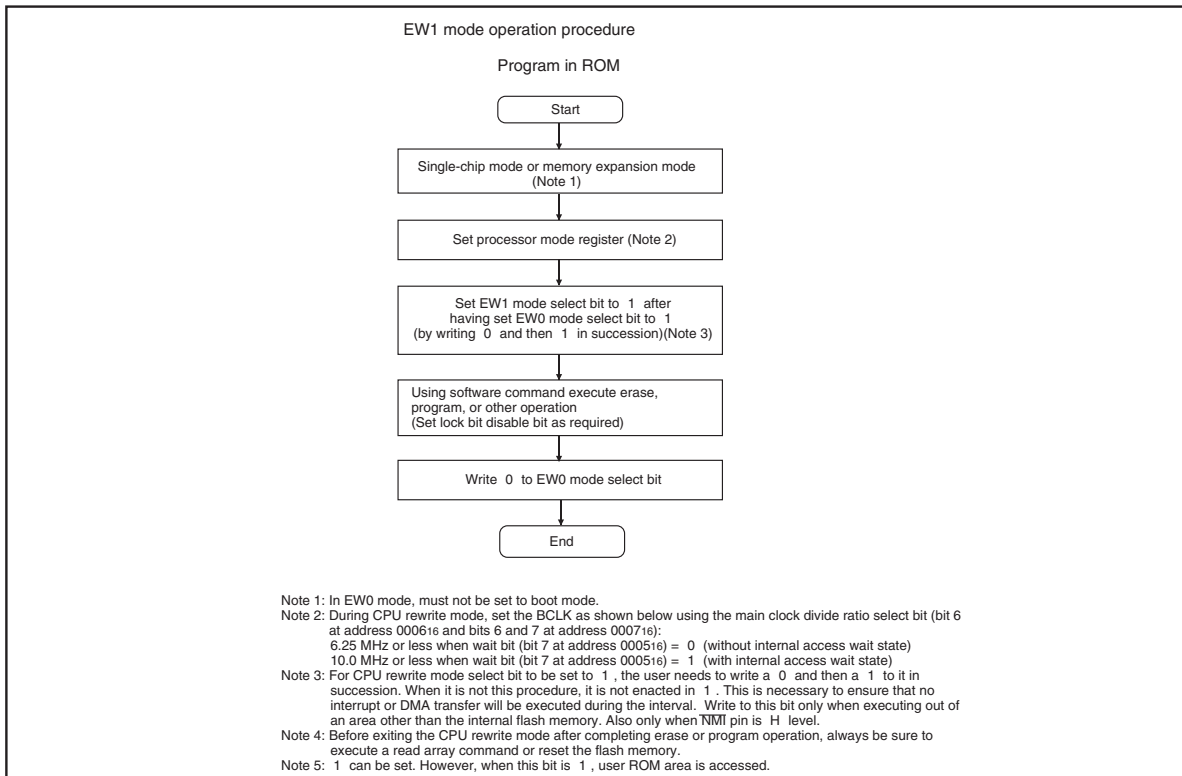 EW1 mode operation procedure
Program in ROM
Start
Single-chip mode or memory expansion mode
(Note 1)
Set processor mode register (Note 2)
Set EW1 mode select bit to 1 after
having set EW0 mode select bit to 1
(by writing 0 and then 1 in succession)(Note 3)
Using software command execute erase,
program, or other operation
(Set lock bit disable bit as required)
Write 0 to EW0 mode select bit
End
Note 1: In EW0 mode, must not be set to boot mode.
Note 2: During CPU rewrite mode, set the BCLK as shown below using the main clock divide ratio select bit (bit 6
at address 000616 and bits 6 and 7 at address 000716):
6.25 MHz or less when wait bit (bit 7 at address 000516) = 0 (without internal access wait state)
10.0 MHz or less when wait bit (bit 7 at address 000516) = 1 (with internal access wait state)
Note 3: For CPU rewrite mode select bit to be set to 1 , the user needs to write a 0 and then a 1 to it in
succession. When it is not this procedure, it is not enacted in 1 . This is necessary to ensure that no
interrupt or DMA transfer will be executed during the interval. Write to this bit only when executing out of
an area other than the internal flash memory. Also only when NMI pin is H level.
Note 4: Before exiting the CPU rewrite mode after completing erase or program operation, always be sure to
execute a read array command or reset the flash memory.
Note 5: 1 can be set. However, when this bit is 1 , user ROM area is accessed.